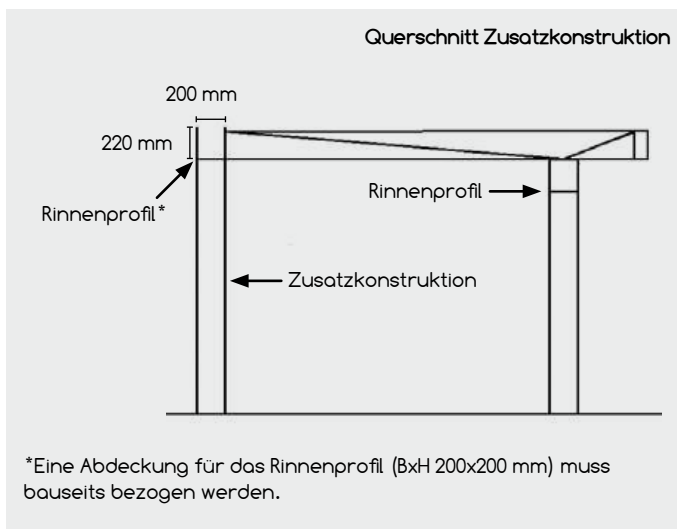 Querschnitt Zusatzkonstruktion
200 mm
220 mm
Rinnenprofil*
Rinnenprofil
Zusatzkonstruktion
*Eine Abdeckung für das Rinnenprofil (BxH 200x200 mm) muss
bauseits bezogen werden.